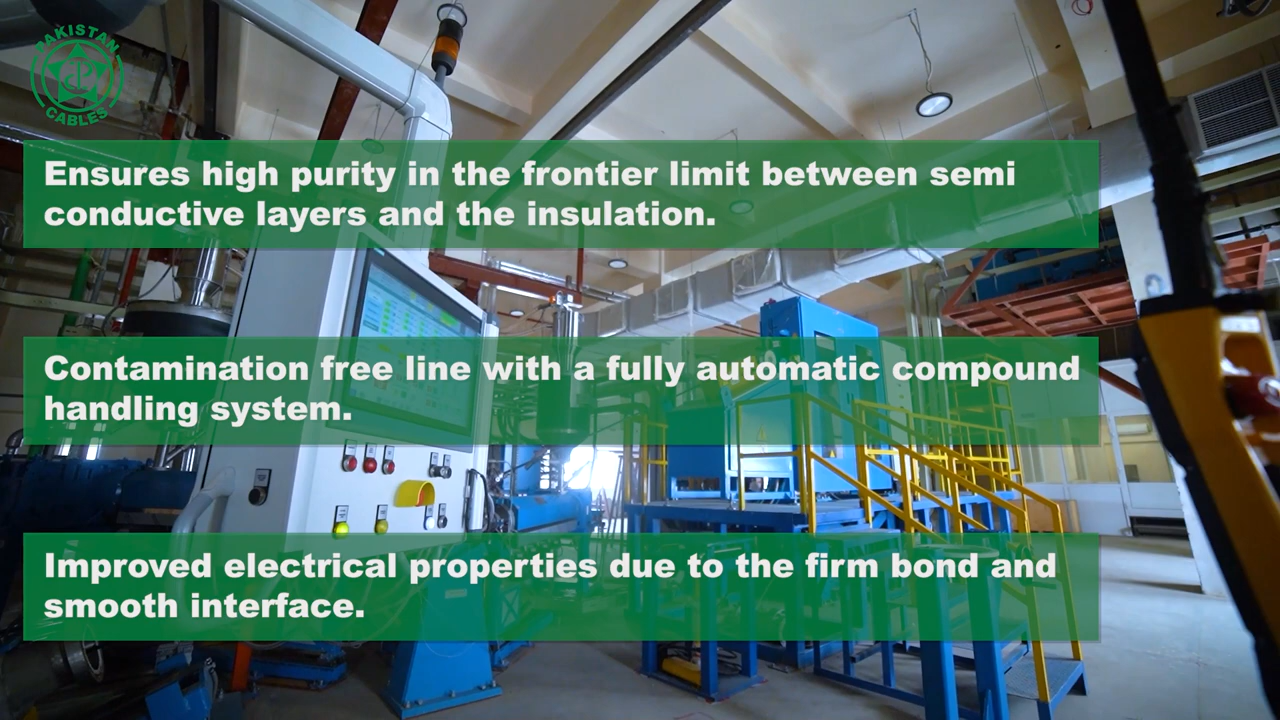 PAKISTAN
CABLES
Ensures high purity in the frontier limit between semi
conductive layers and the insulation.
Contamination free line with a fully automatic compound
handling system.
Improved electrical properties due to the firm bond and
smooth interface.